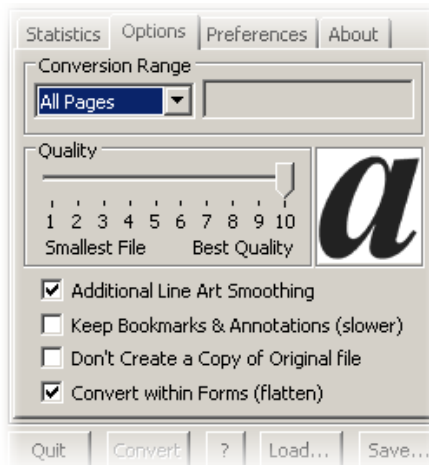 Statistics Options Preferences About
Conversion Range
All Pages
Quality
1 2 3 4 5 6 7 8 9 10
Smallest File Best Quality
a
Additional Line Art Smoothing
Keep Bookmarks & Annotations (slower)
Don't Create a Copy of Original file
Convert within Forms (flatten)
Quit Convert ? Load... Save...